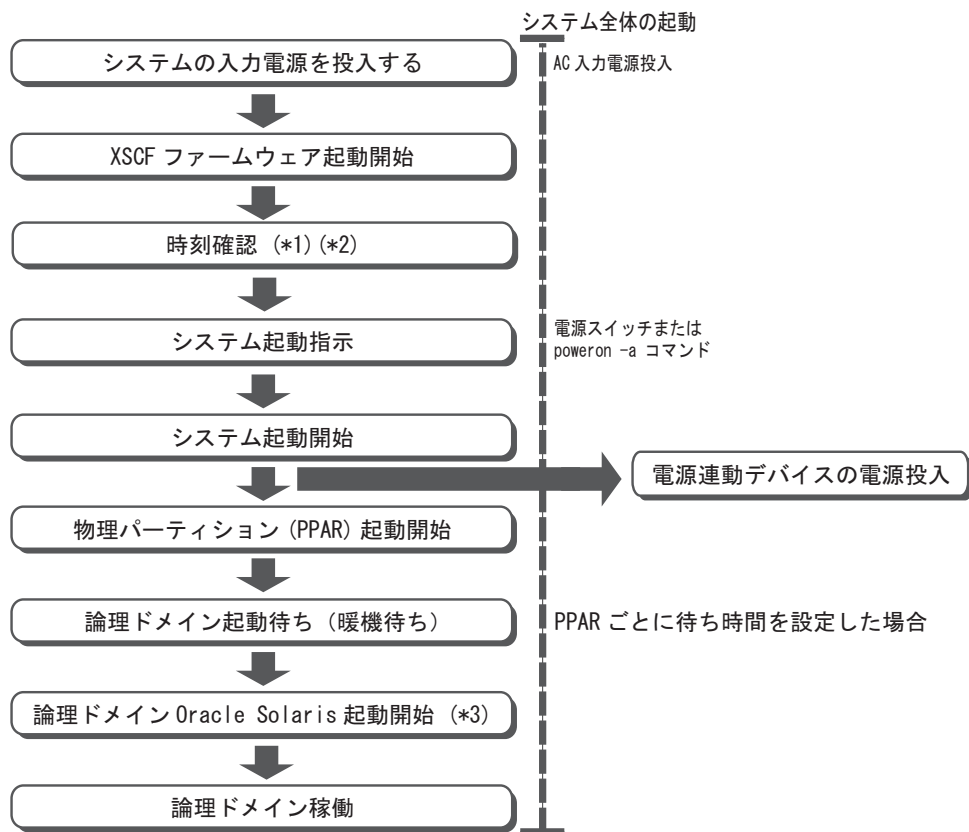 システム全体の起動
システムの入力電源を投入する
AC 入力電源投入
XSCF ファームウェア起動開始
時刻確認 (*1)(*2)
システム起動指示
電源スイッチまたは
poweron -a コマンド
システム起動開始
電源連動デバイスの電源投入
物理パーティション(PPAR)起動開始
論理ドメイン起動待ち（暖機待ち）
PPAR ごとに待ち時間を設定した場合
論理ドメイン Oracle Solaris 起動開始 (*3)
論理ドメイン稼働